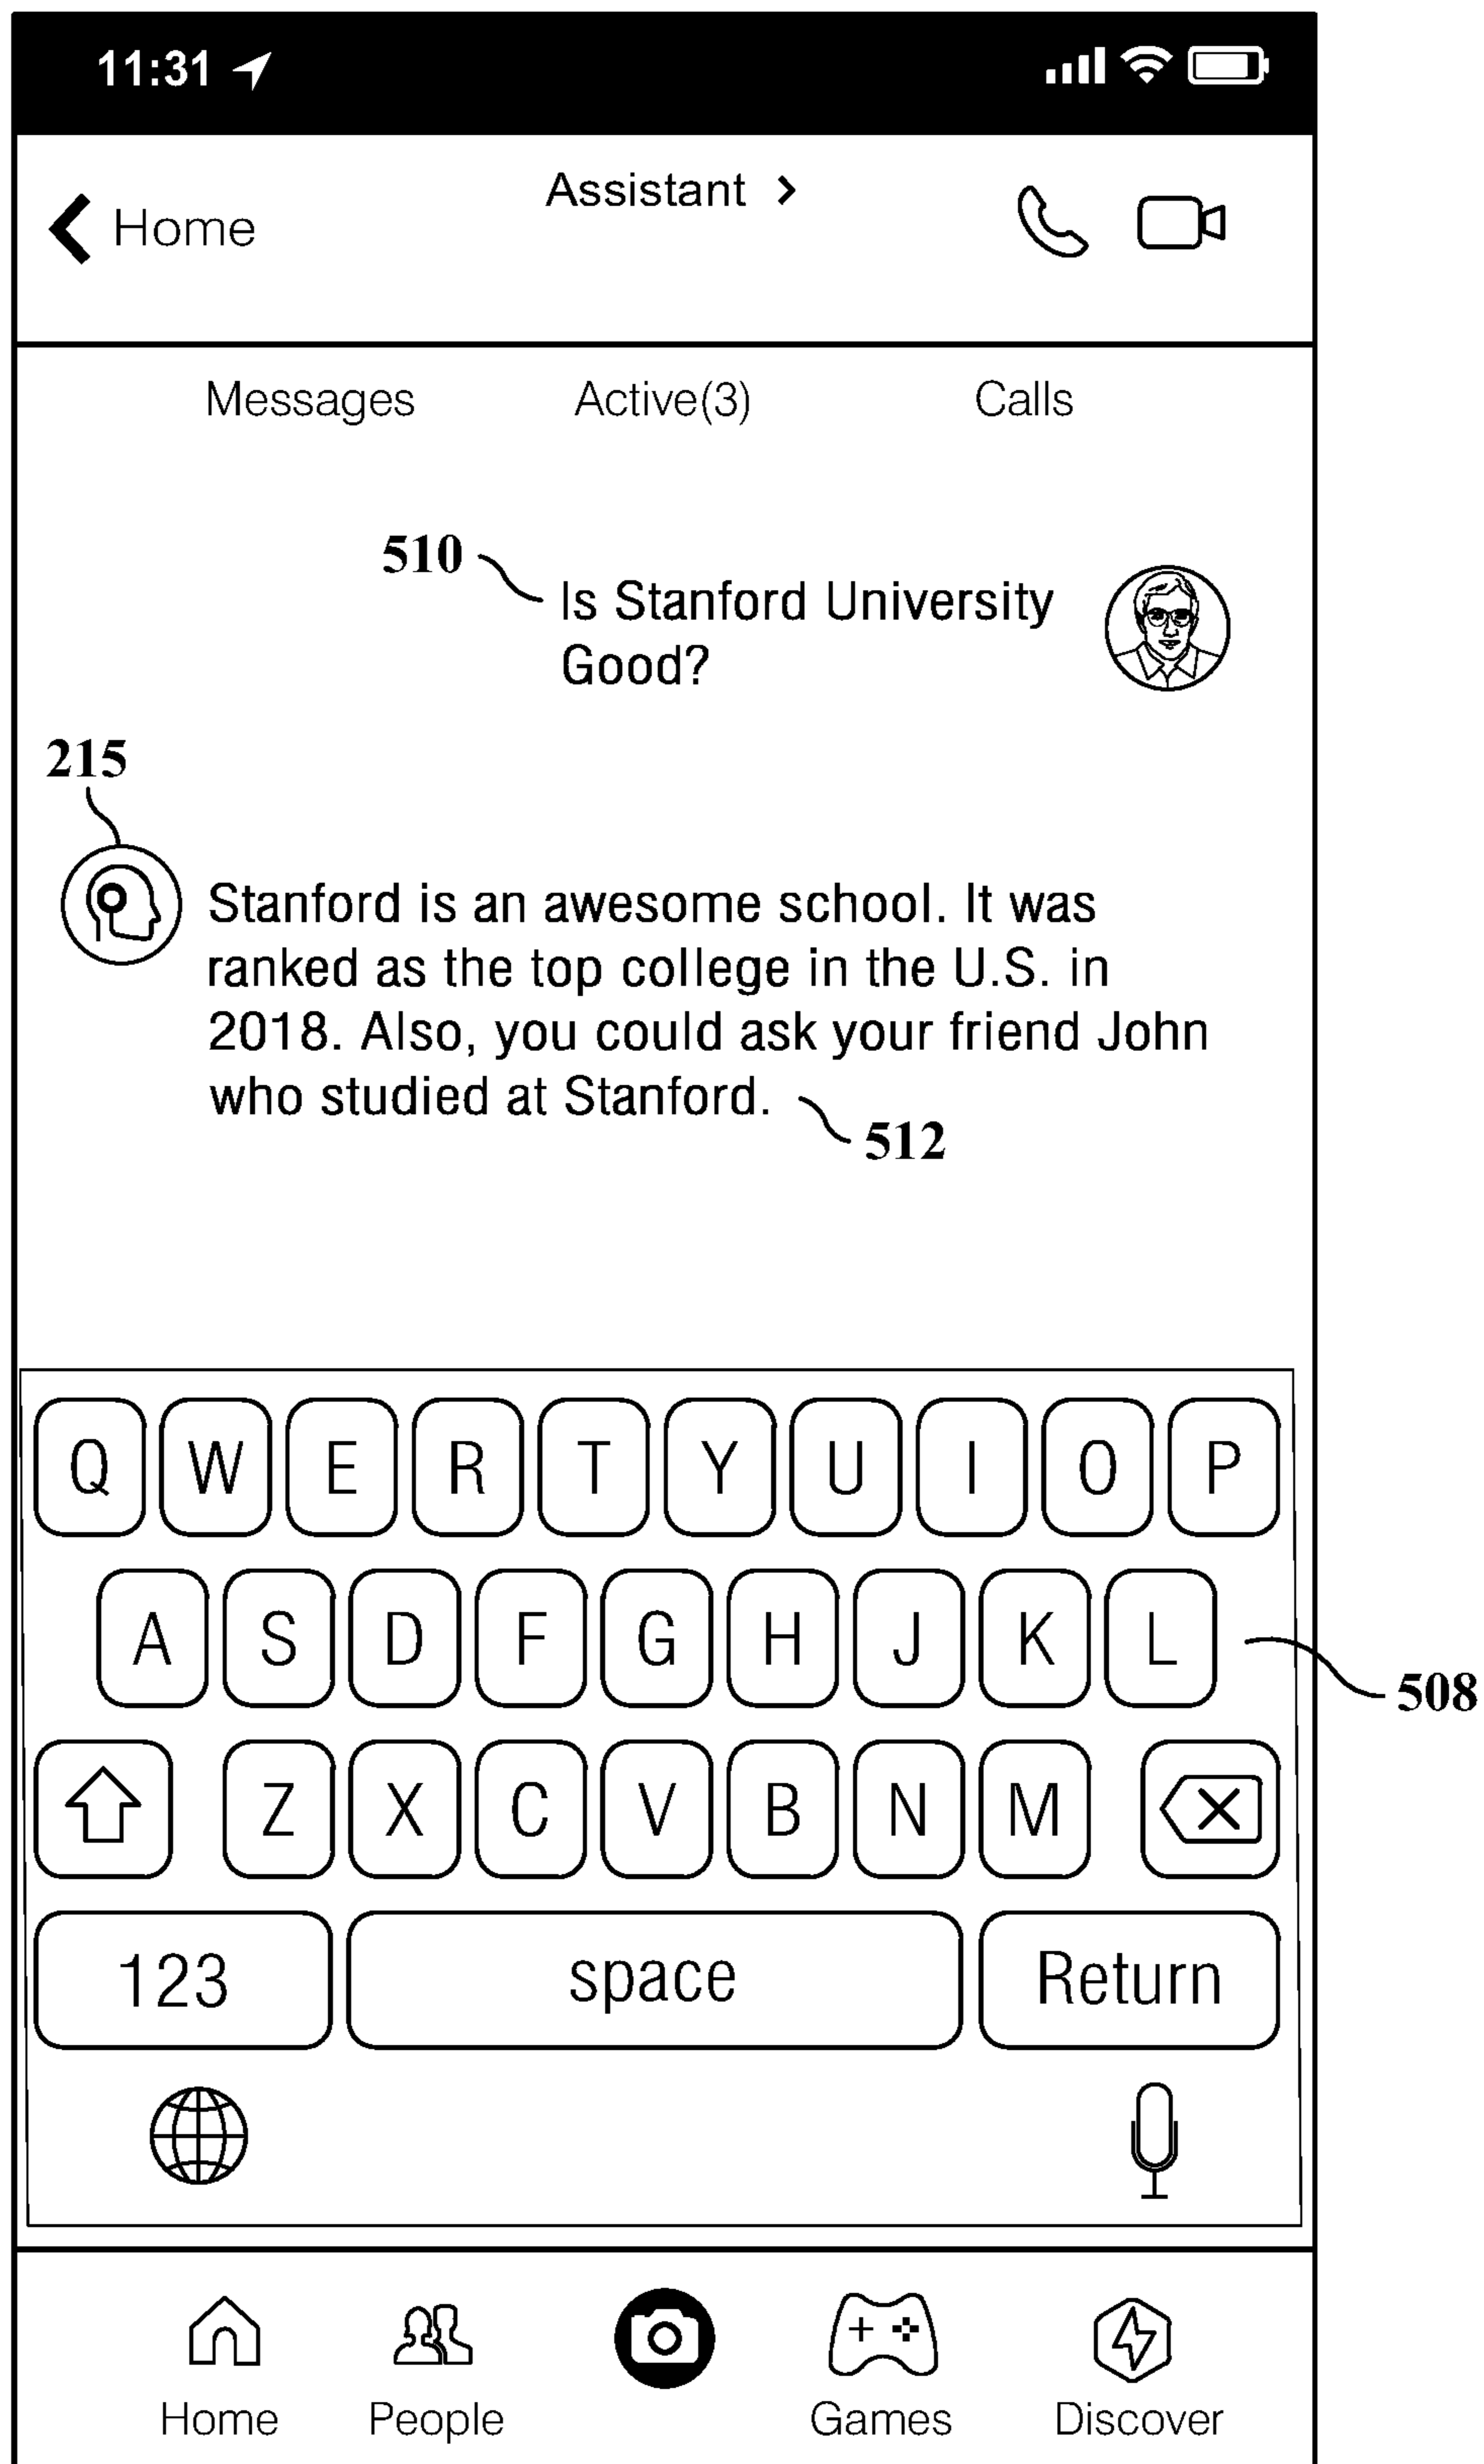 11:31
Assistant >
Home
Messages Active(3) Calls
510
Is Stanford University
Good?
215
Stanford is an awesome school. It was
ranked as the top college in the U.S. in
2018. Also, you could ask your friend John
who studied at Stanford.
512
Q W E R T Y U I O P
A S D F G H J K L
508
Z X C V B N M
123 space Return
Home People Games Discover